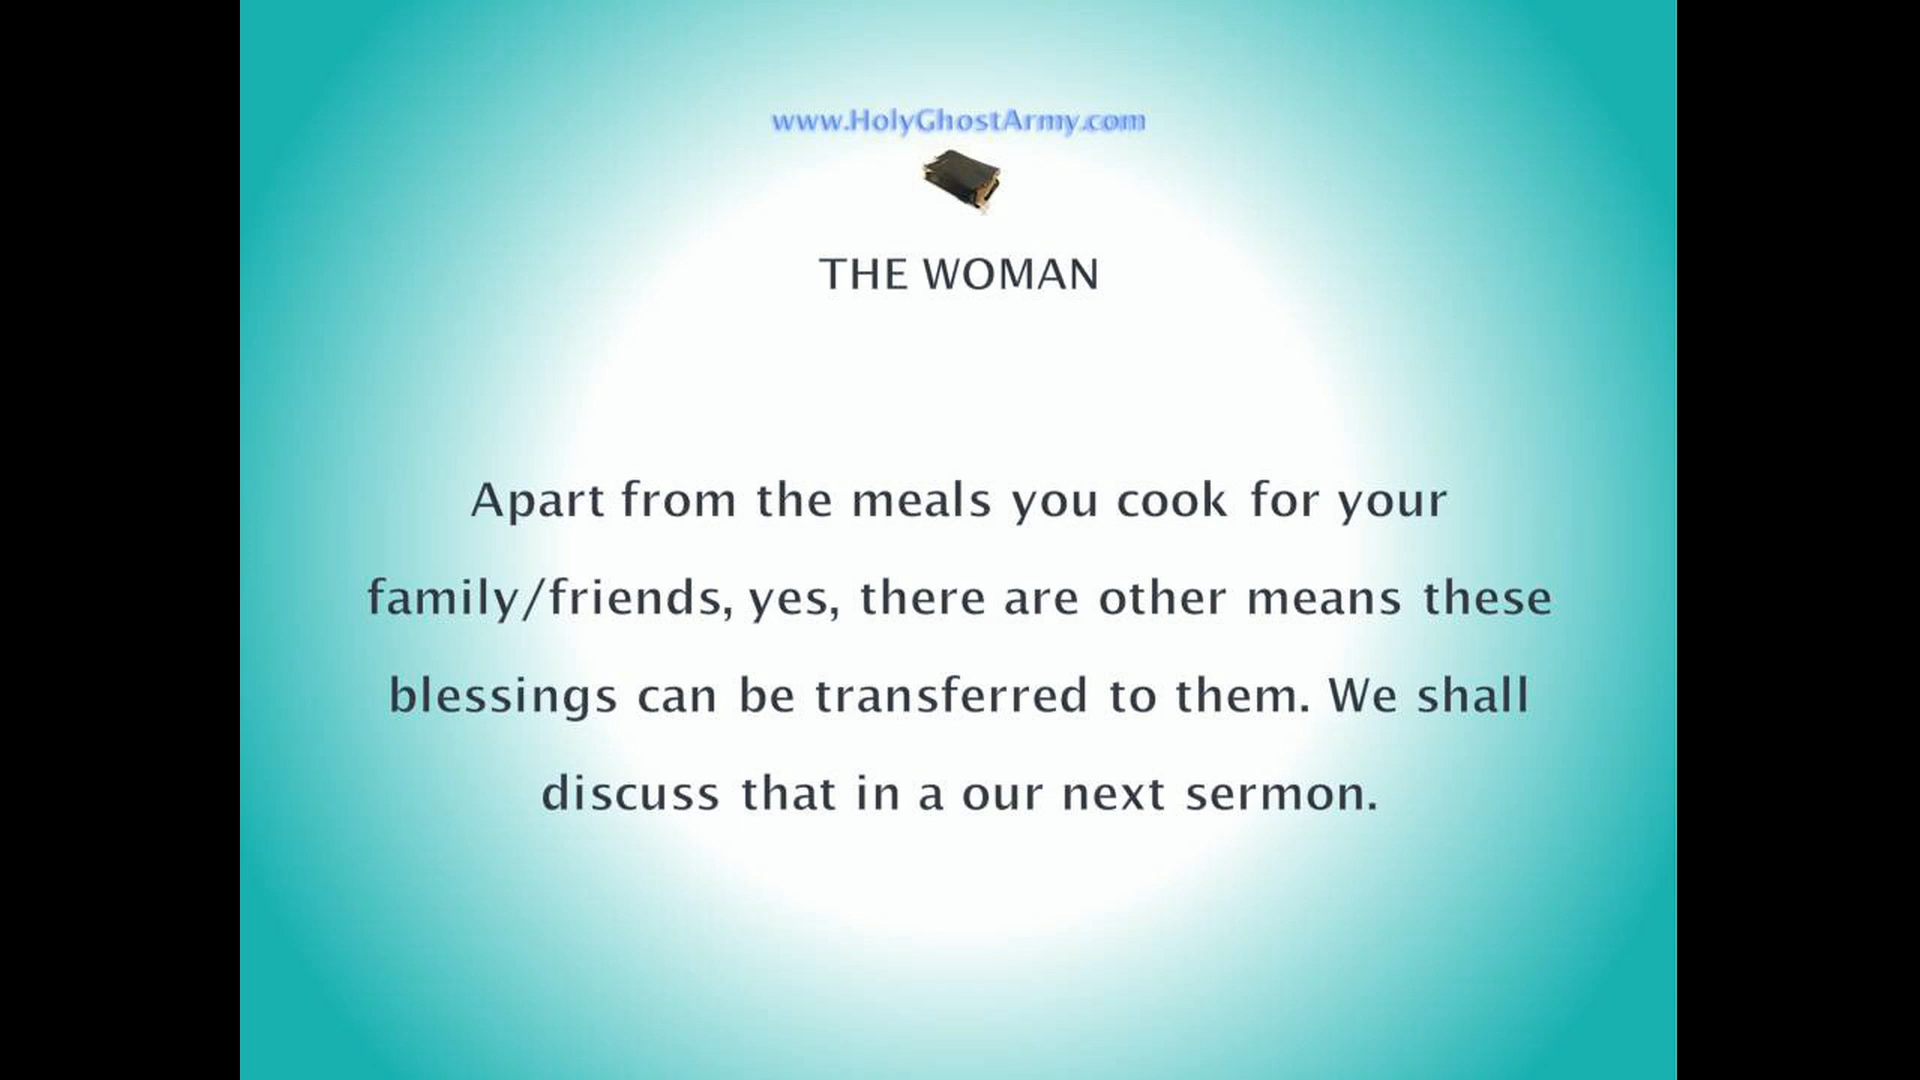 www.HolyGhostArmy.com
THE WOMAN
Apart from the meals you cook for your
family/friends, yes, there are other means these
blessings can be transferred to them. We shall
discuss that in a our next sermon.